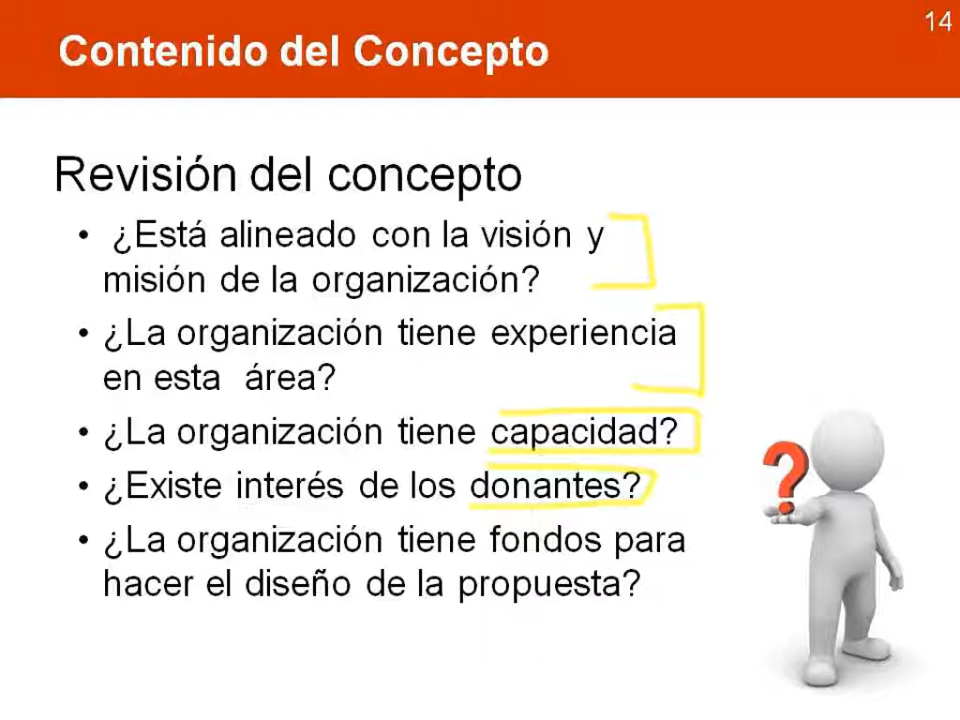 14
Contenido del Concepto
Revisión del concepto
• ¿Está alineado con la visión y
misión de la organización?
• ¿La organización tiene experiencia
en esta área?
• ¿La organización tiene capacidad?
• ¿Existe interés de los donantes?
• ¿La organización tiene fondos para
hacer el diseño de la propuesta?
?